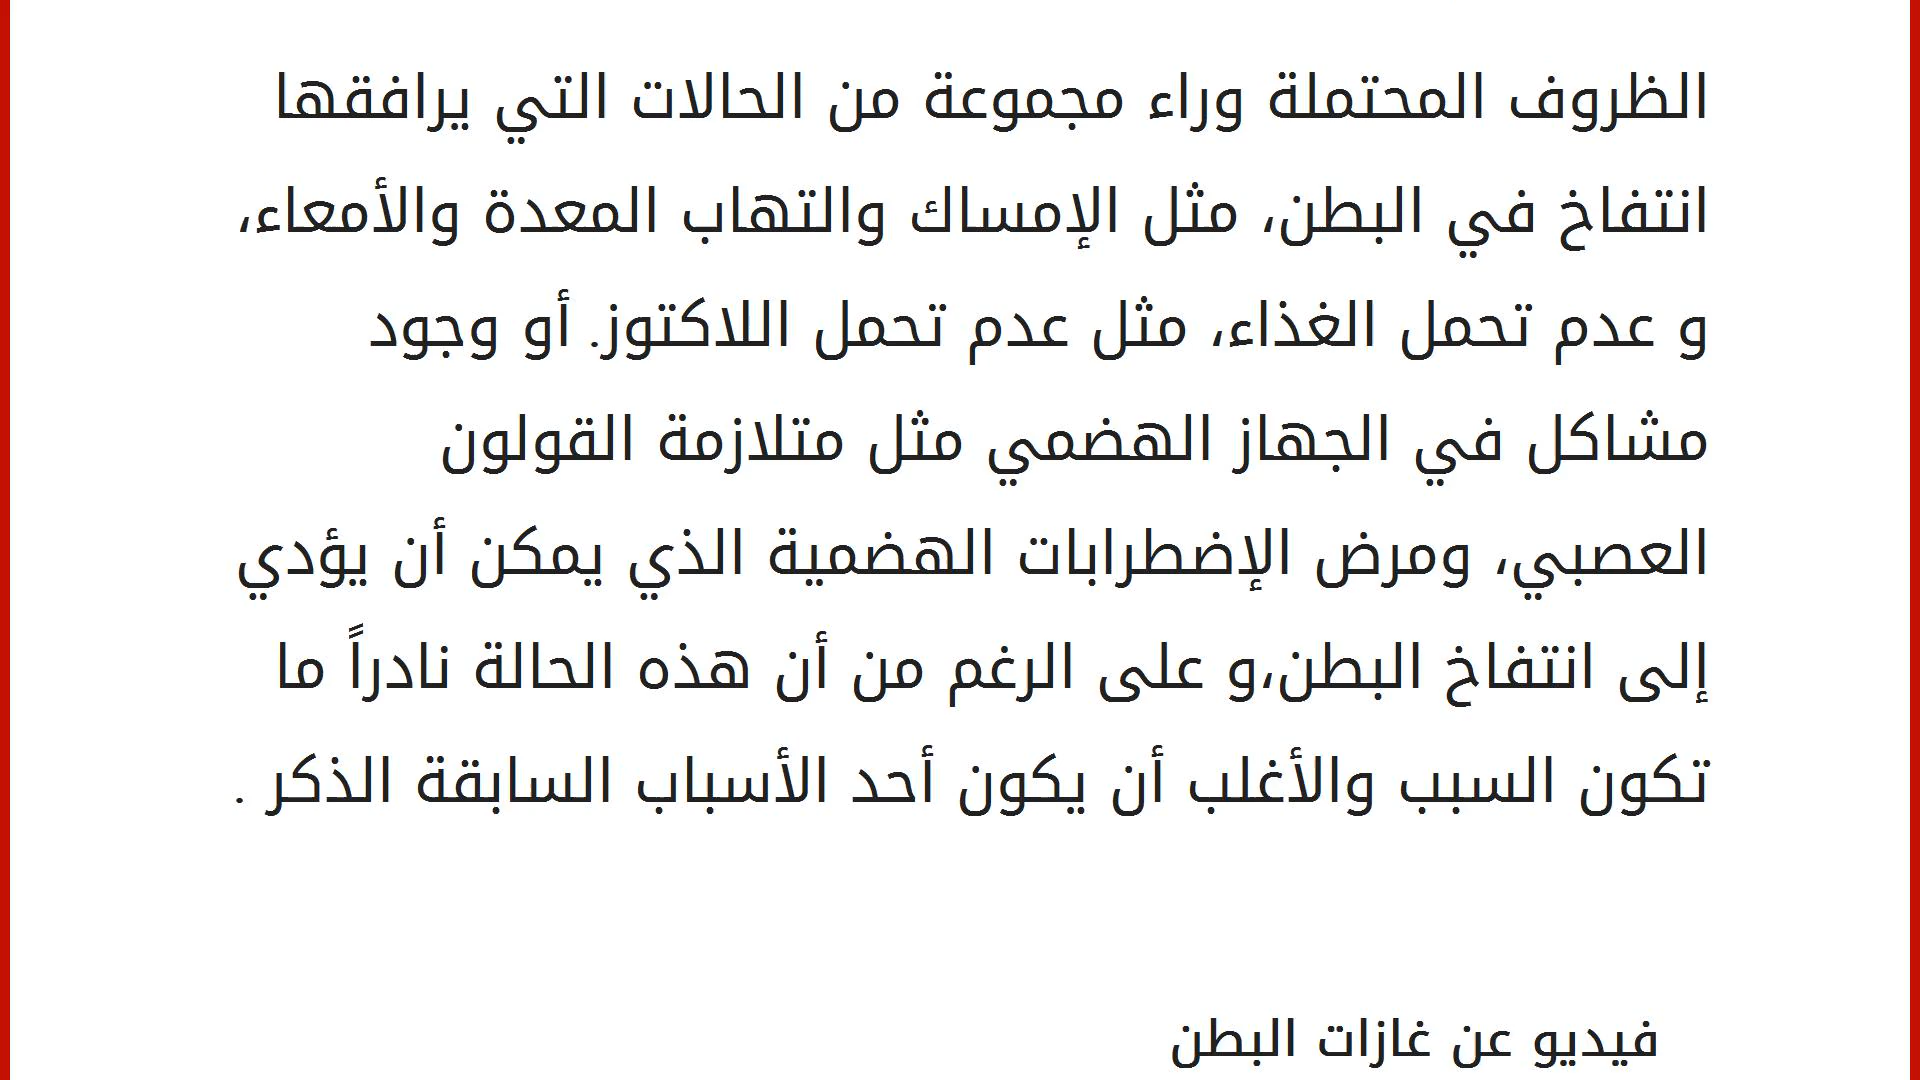 الظروف المحتملة وراء مجموعة من الحالات التي يرافقها
انتفاخ في البطن، مثل الإمساك والتهاب المعدة والأمعاء،
و عدم تحمل الغذاء، مثل عدم تحمل اللاكتوز. أو وجود
مشاكل في الجهاز الهضمي مثل متلازمة القولون
العصبي، ومرض الإضطرابات الهضمية الذي يمكن أن يؤدي
إلى انتفاخ البطن،و على الرغم من أن هذه الحالة نادراً ما
تكون السبب والأغلب أن يكون أحد الأسباب السابقة الذكر .
فيديو عن غازات البطن